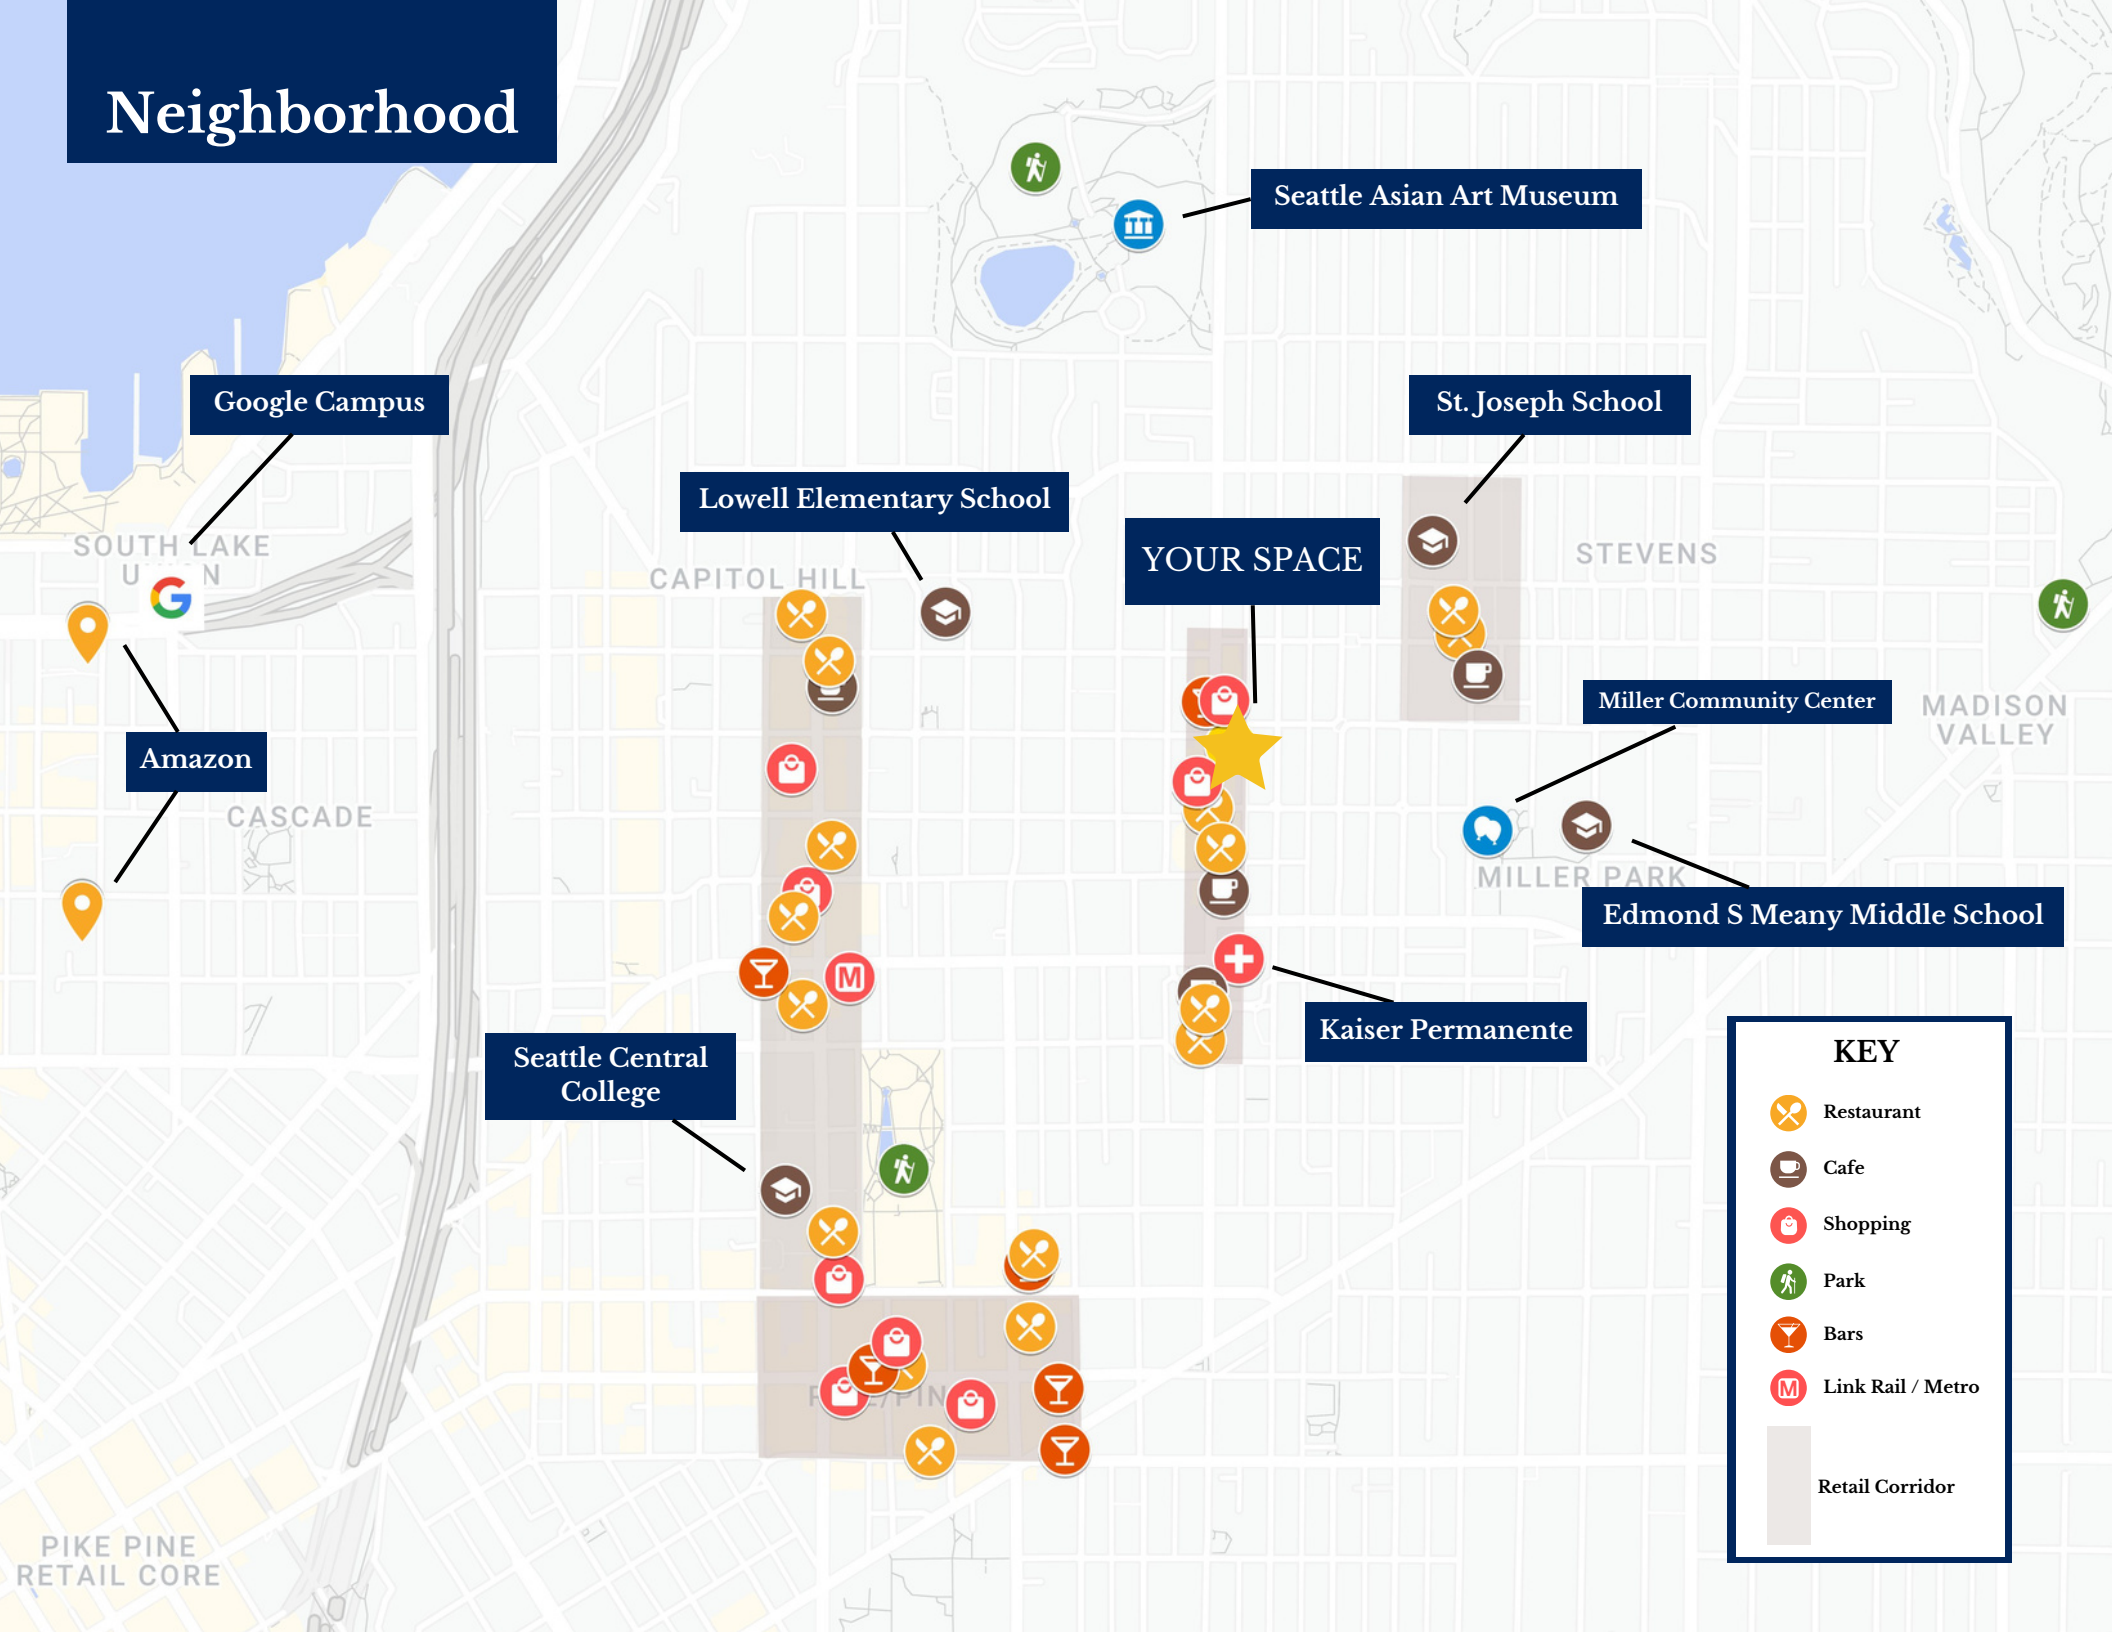 Neighborhood
Seattle Asian Art Museum
Google Campus
St. Joseph School
Lowell Elementary School
YOUR SPACE
SOUTH LAKE
STEVENS
CAPITOL HILL
Miller Community Center
MADISON
VALLEY
Amazon
CASCADE
MILLER PARK
Edmond S Meany Middle School
M
Kaiser Permanente
Seattle Central
College
KEY
Restaurant
Cafe
Shopping
Park
Bars
M
Link Rail / Metro
Retail Corridor
PIKE PINE
RETAIL CORE